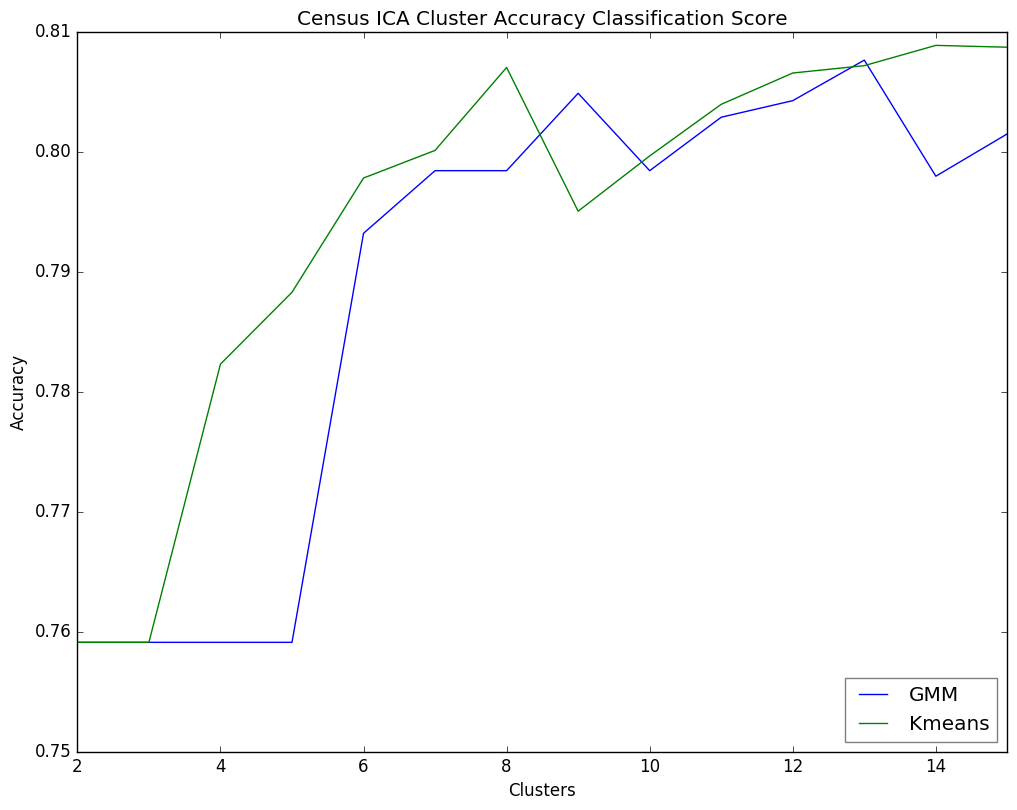 Census ICA Cluster Accuracy Classification Score
0.81
0.80
0.79
0.78
0.77
0.76
0.75
Accuracy
2 4 6 8 10 12 14
Clusters
GMM
Kmeans